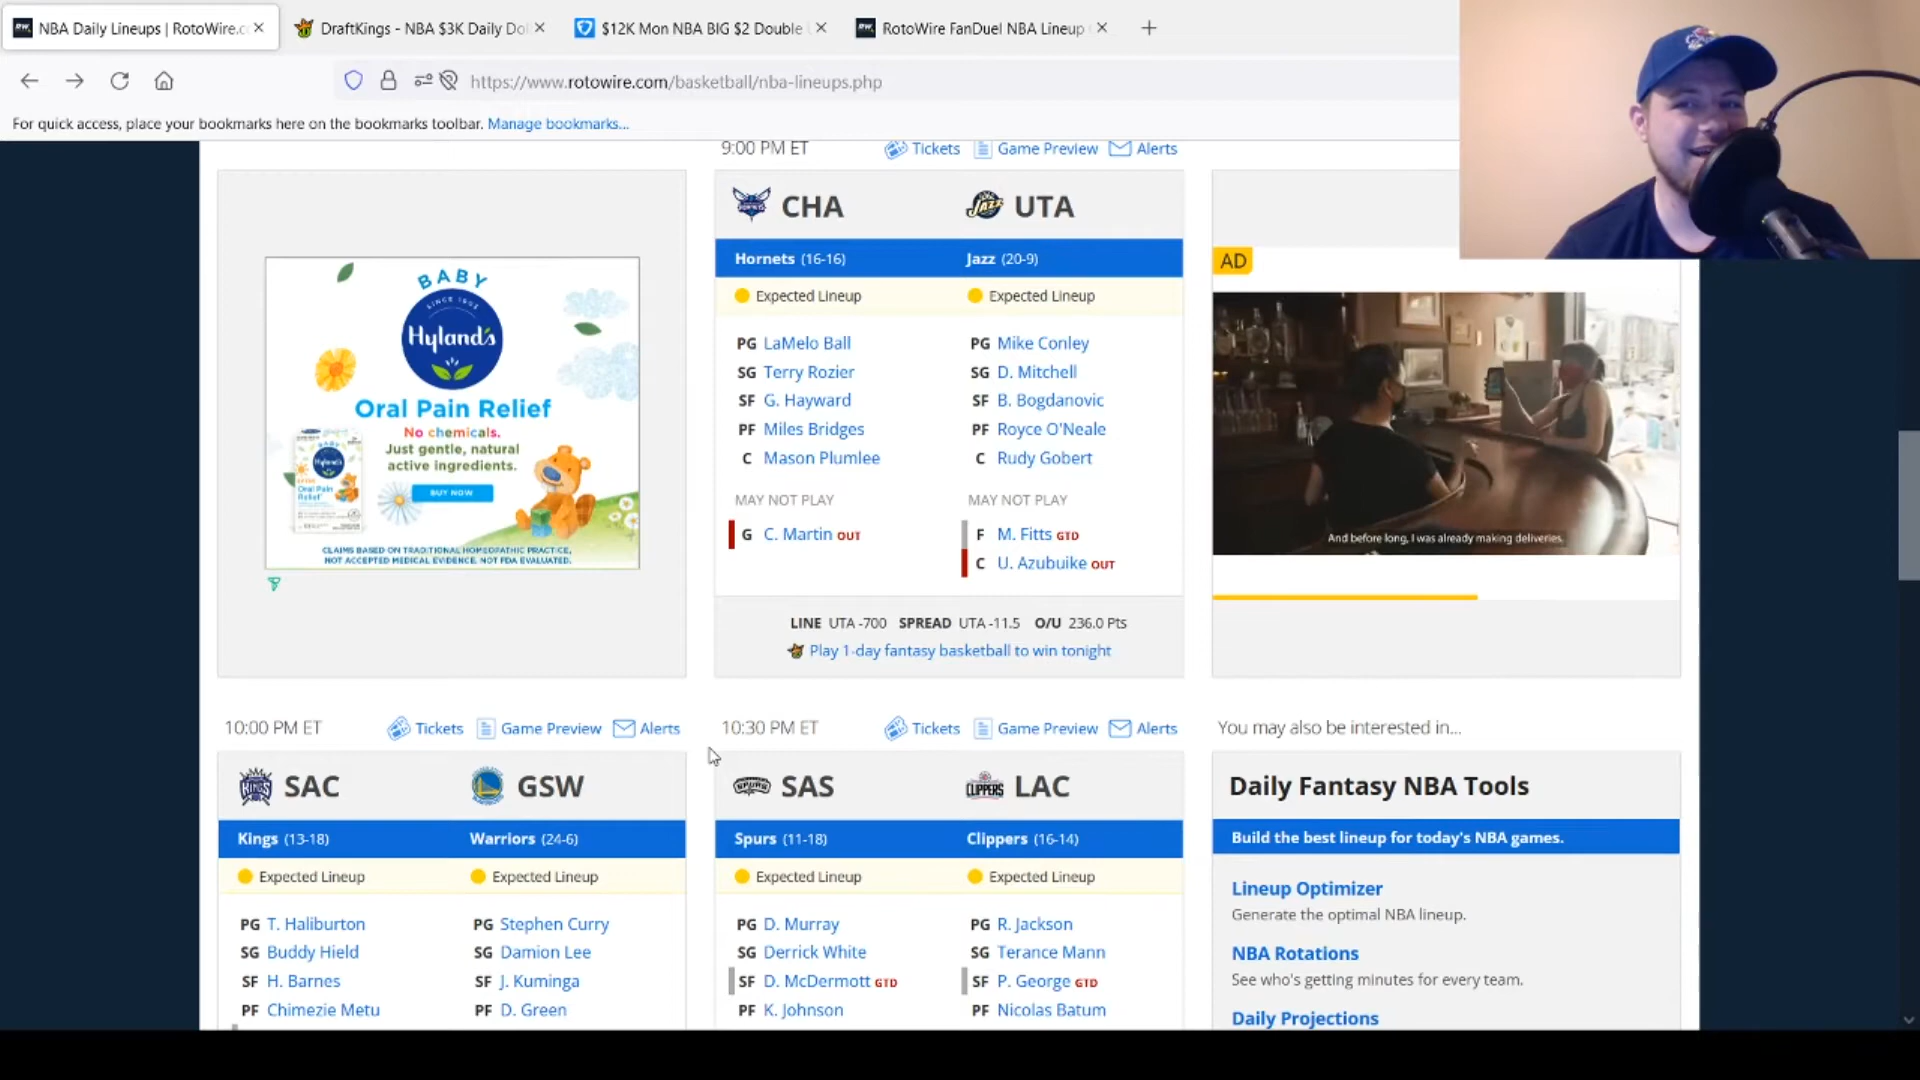 NBA Daily Lineups | RotoWire.c
DraftKings - NBA $3K Daily Dol
$12K Mon NBA BIG $2 Double
RotoWire FanDuel NBA Lineup
https://www.rotowire.com/basketball/nba-lineups.php
For quick access, place your bookmarks here on the bookmarks toolbar. Manage bookmarks...
9:00 PM ET
Tickets
Game Preview
Alerts
CHA
UTA
Hornets (16-16)
Jazz (20-9)
Expected Lineup
Expected Lineup
PG LaMelo Ball
SG Terry Rozier
SF G. Hayward
PF Miles Bridges
C Mason Plumlee
MAY NOT PLAY
G C. Martin OUT
PG Mike Conley
SG D. Mitchell
SF B. Bogdanovic
PF Royce O'Neale
C Rudy Gobert
MAY NOT PLAY
F M. Fitts GTD
C U. Azubuike OUT
LINE UTA -700 SPREAD UTA -11.5 O/U 236.0 Pts
Play 1-day fantasy basketball to win tonight
BABY
SINCE 1903
Hyland's
Oral Pain Relief
No chemicals.
Just gentle, natural
active ingredients.
BUY NOW
BABY
Hyland's
Oral Pain
Relief
CLAIMS BASED ON TRADITIONAL HOMEOPATHIC PRACTICE,
NOT ACCEPTED MEDICAL EVIDENCE. NOT FDA EVALUATED.
AD
And before long, I was already making deliveries.
10:00 PM ET
Tickets
Game Preview
Alerts
SAC
GSW
Kings (13-18)
Warriors (24-6)
Expected Lineup
Expected Lineup
PG T. Haliburton
SG Buddy Hield
SF H. Barnes
PF Chimezie Metu
PG Stephen Curry
SG Damion Lee
SF J. Kuminga
PF D. Green
10:30 PM ET
Tickets
Game Preview
Alerts
SPURS
SAS
CLIPPERS
LAC
Spurs (11-18)
Clippers (16-14)
Expected Lineup
Expected Lineup
PG D. Murray
SG Derrick White
SF D. McDermott GTD
PF K. Johnson
PG R. Jackson
SG Terance Mann
SF P. George GTD
PF Nicolas Batum
You may also be interested in...
Daily Fantasy NBA Tools
Build the best lineup for today's NBA games.
Lineup Optimizer
Generate the optimal NBA lineup.
NBA Rotations
See who's getting minutes for every team.
Daily Projections